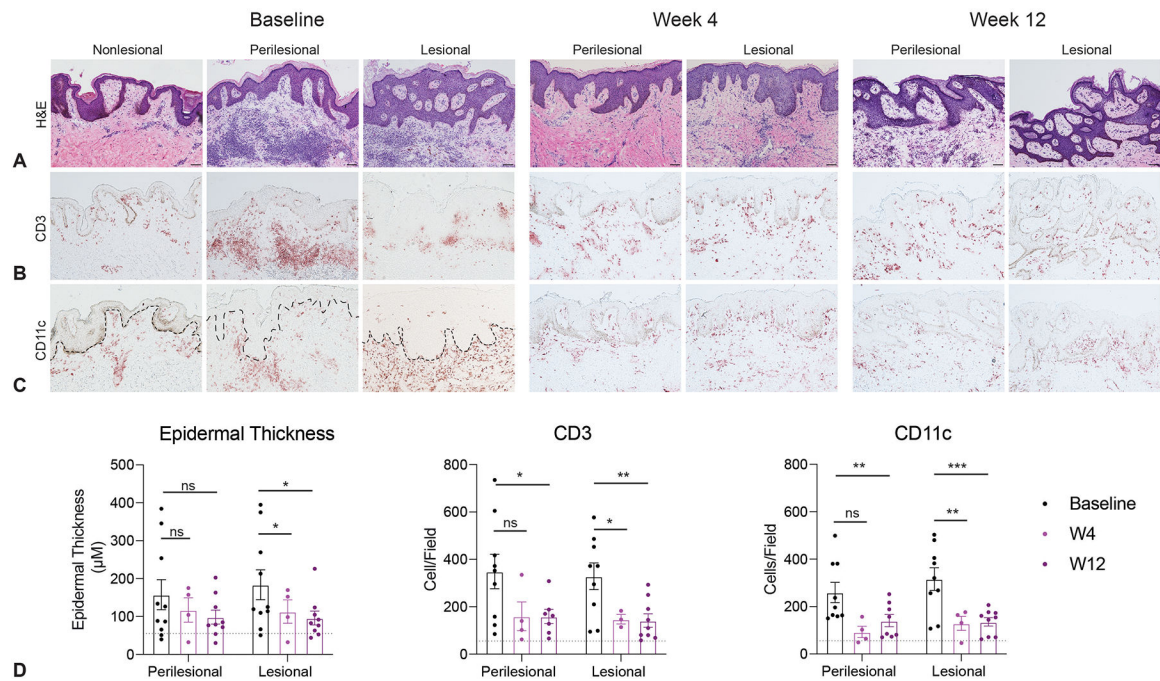 Baseline Week 4 Week 12
Nonlesional Perilesional Lesional Perilesional Lesional Perilesional Lesional
H&E
A
CD3
B
CD11c
C
Epidermal Thickness CD3 CD11c
Epidermal Thickness
(µM)
500
400
300
200
100
0
ns
ns
*
*
Perilesional Lesional
Cell/Field
800
600
400
200
0
*
ns
**
*
Perilesional Lesional
Cells/Field
800
600
400
200
0
**
ns
***
**
Perilesional Lesional
Baseline
W4
W12
D